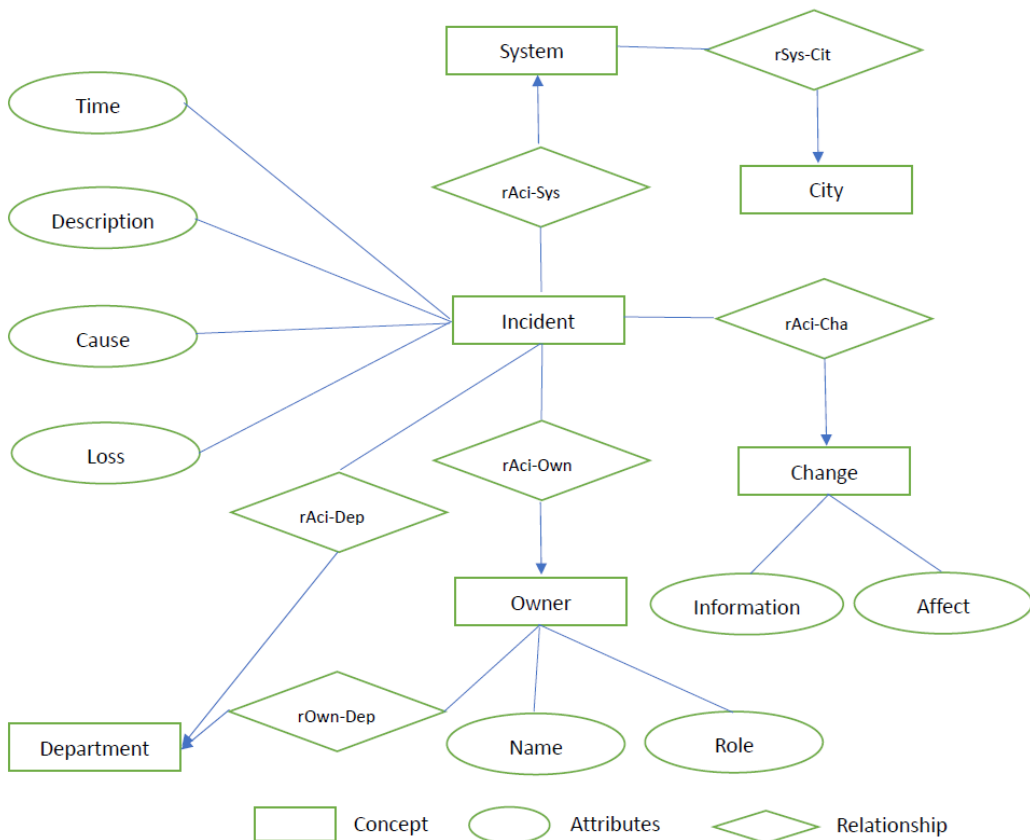 System
rSys-Cit
Time
rAci-Sys
City
Description
Incident
rAci-Cha
Cause
Loss
rAci-Own
Change
rAci-Dep
Owner
Information
Affect
rOwn-Dep
Department
Name
Role
Concept
Attributes
Relationship